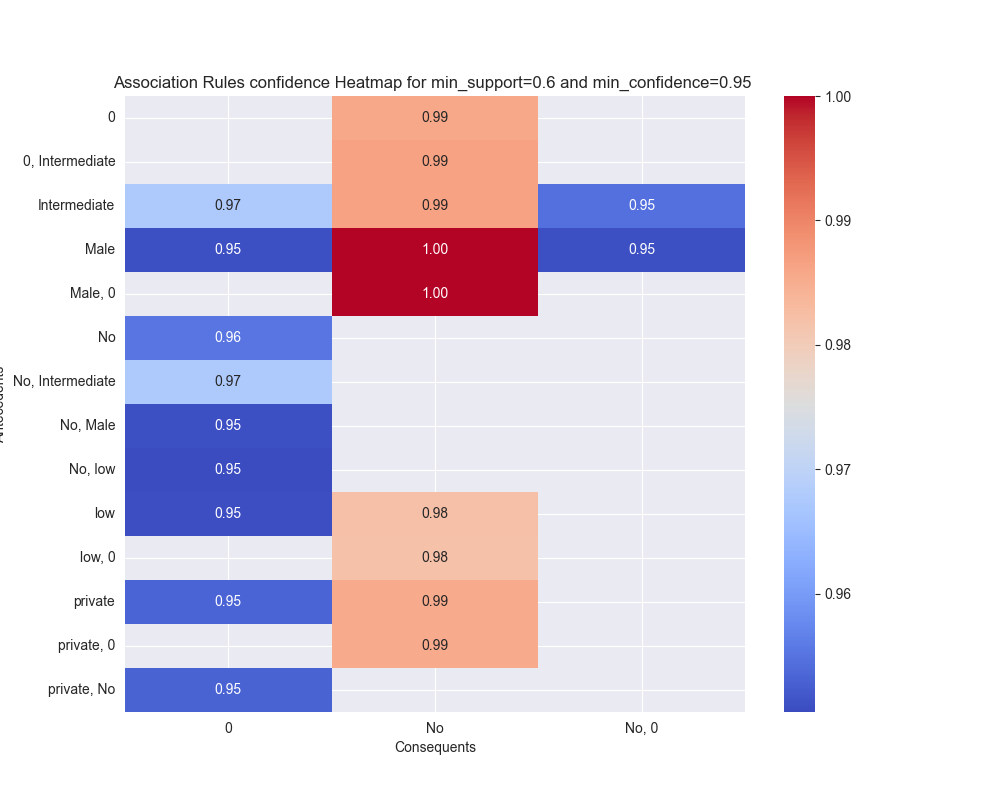 Association Rules confidence Heatmap for min_support=0.6 and min_confidence=0.95
0 0.99
0, Intermediate 0.99
Intermediate 0.97 0.99 0.95
Male 0.95 1.00 0.95
Male, 0 1.00
No 0.96
No, Intermediate 0.97
No, Male 0.95
No, low 0.95
low 0.95 0.98
low, 0 0.98
private 0.95 0.99
private, 0 0.99
private, No 0.95
0 No No, 0
Consequents
1.00
0.99
0.98
0.97
0.96